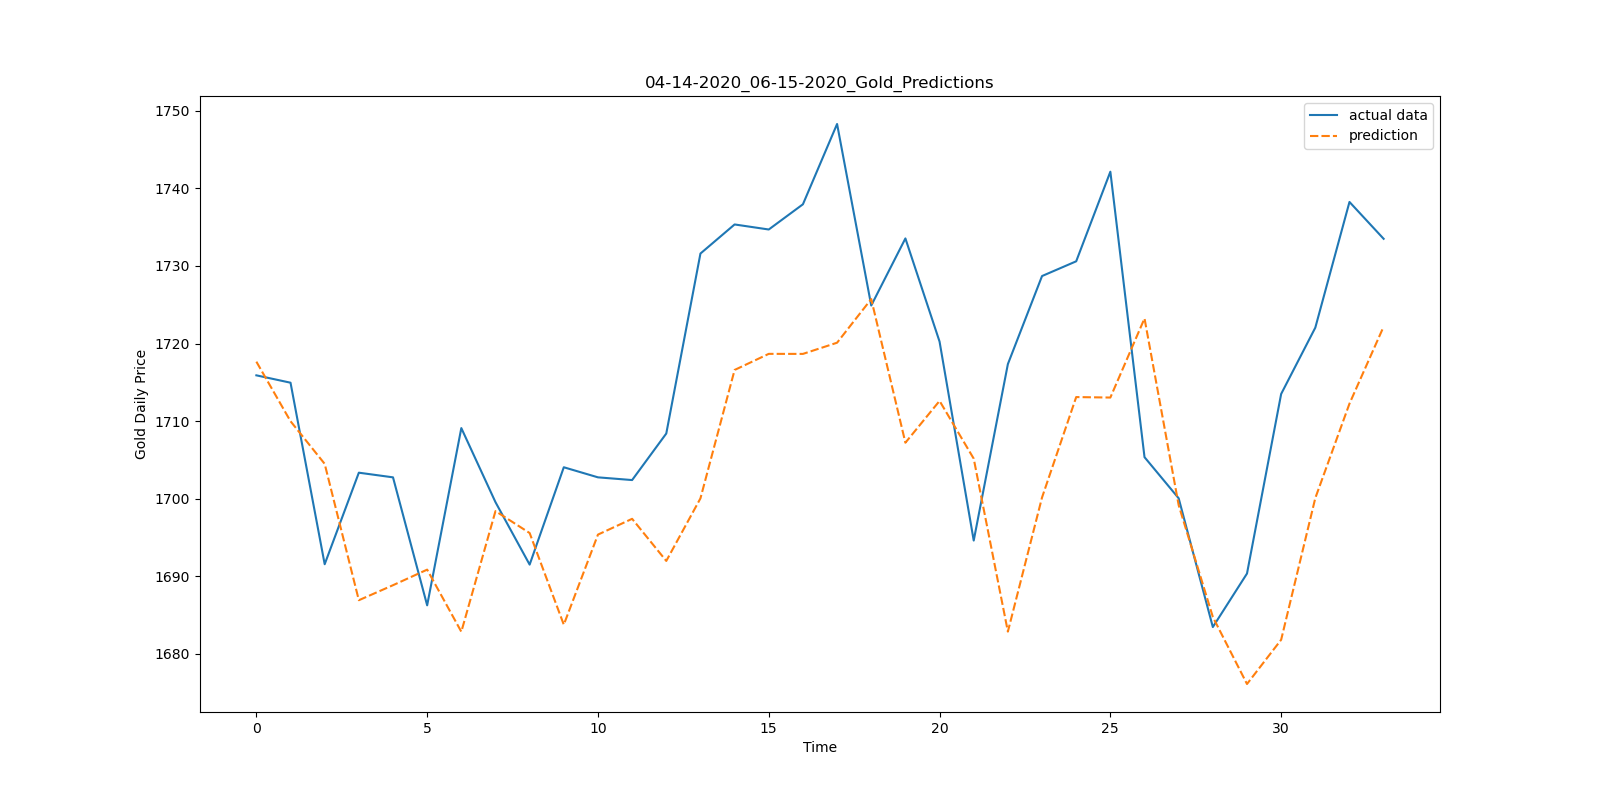 04-14-2020_06-15-2020_Gold_Predictions
actual data
prediction
1750
1740
1730
1720
1710
1700
1690
1680
Gold Daily Price
0 5 10 15 20 25 30
Time